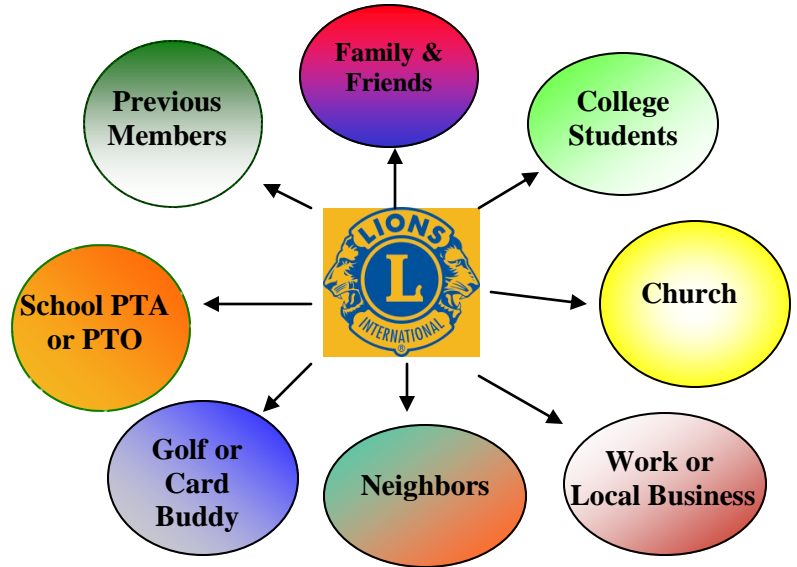 Family &
Friends
College
Students
Church
Work or
Local Business
Neighbors
Golf or
Card
Buddy
School PTA
or PTO
Previous
Members
LIONS
L
INTERNATIONAL
®